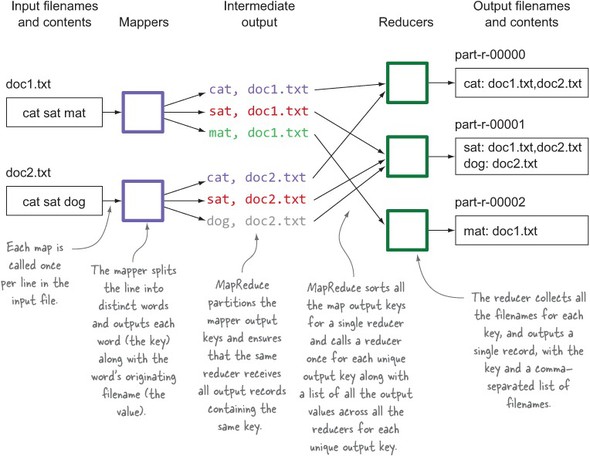 Input filenames
and contents
Mappers
Intermediate
output
Reducers
Output filenames
and contents
doc1.txt
cat sat mat
doc2.txt
cat sat dog
cat, doc1.txt
sat, doc1.txt
mat, doc1.txt
cat, doc2.txt
sat, doc2.txt
dog, doc2.txt
part-r-00000
cat: doc1.txt,doc2.txt
part-r-00001
sat: doc1.txt,doc2.txt
dog: doc2.txt
part-r-00002
mat: doc1.txt
Each map is
called once
per line in the
input file.
The mapper splits
the line into
distinct words
and outputs each
word (the key)
along with the
word's originating
filename (the
value).
MapReduce
partitions the
mapper output
keys and ensures
that the same
reducer receives
all output records
containing the
same key.
MapReduce sorts all
the map output keys
for a single reducer
and calls a reducer
once for each unique
output key along with
a list of all the output
values across all the
reducers for each
unique output key.
The reducer collects all
the filenames for each
key, and outputs a
single record, with the
key and a comma-
separated list of
filenames.